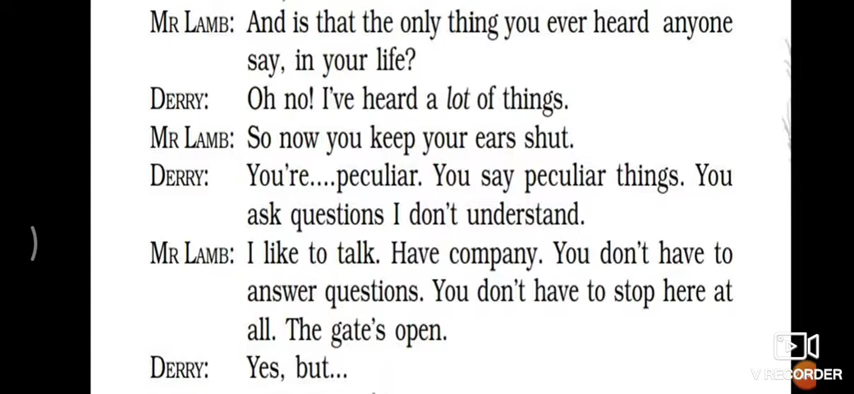 MR LAMB: And is that the only thing you ever heard anyone
say, in your life?
DERRY: Oh no! I've heard a lot of things.
MR LAMB: So now you keep your ears shut.
DERRY: You're....peculiar. You say peculiar things. You
ask questions I don't understand.
MR LAMB: I like to talk. Have company. You don't have to
answer questions. You don't have to stop here at
all. The gate's open.
DERRY: Yes, but...
V RECORDER